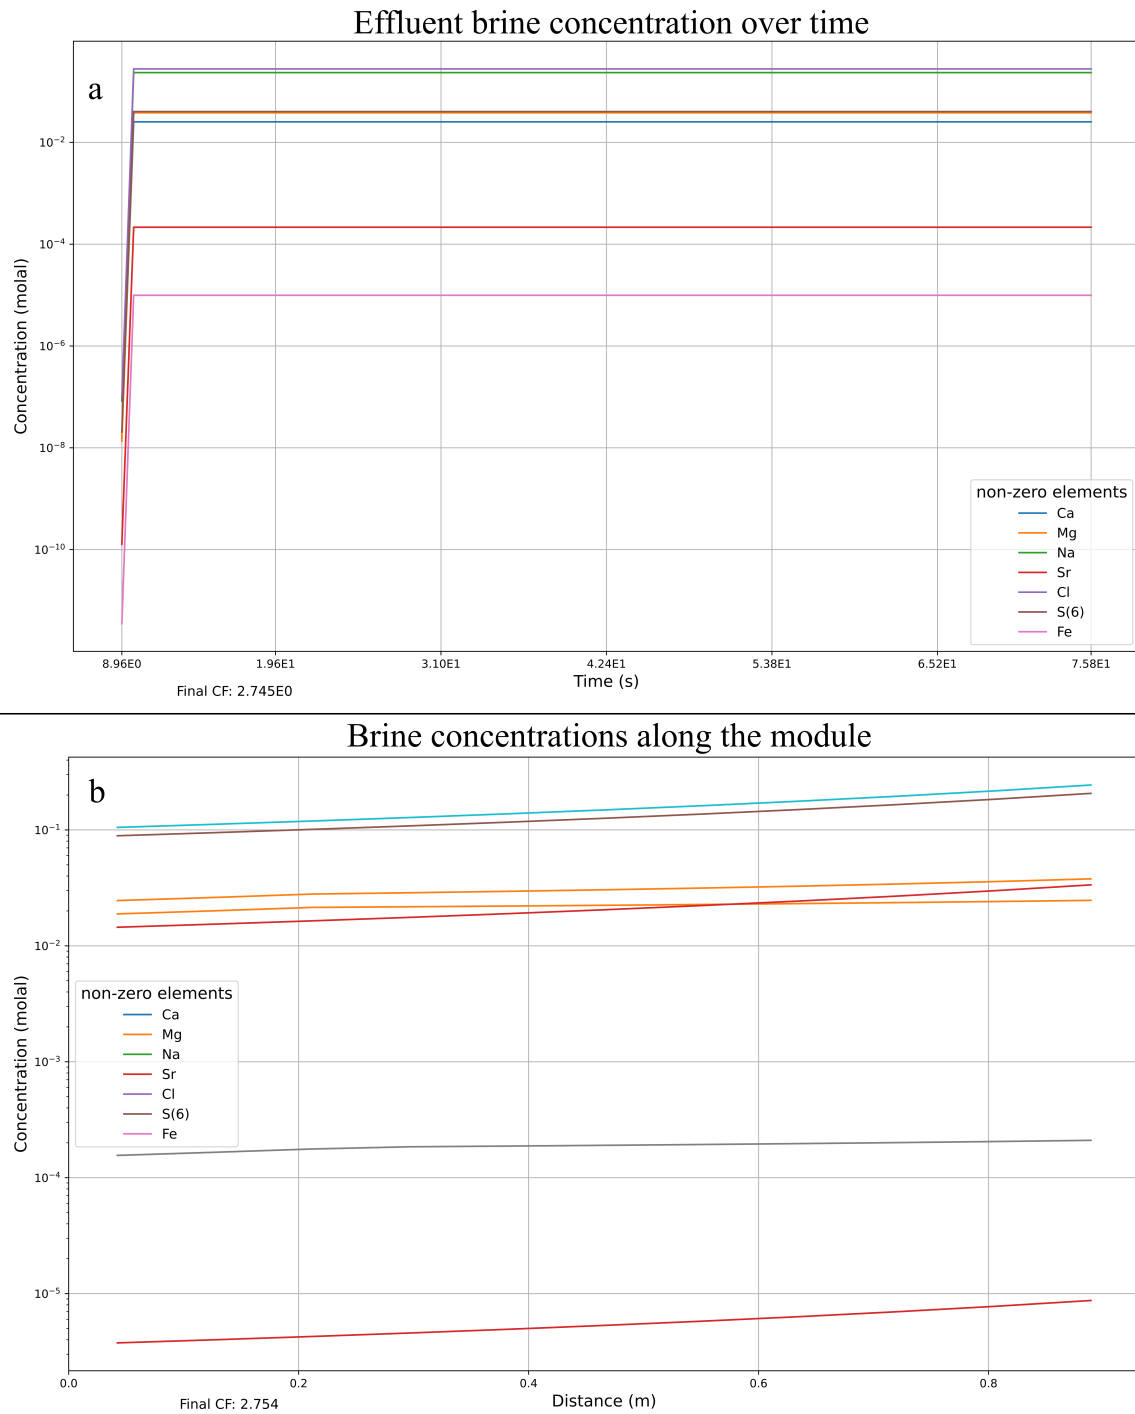 Effluent brine concentration over time
a
10⁻²
10⁻⁴
10⁻⁶
10⁻⁸
10⁻¹⁰
Concentration (molal)
non-zero elements
Ca
Mg
Na
Sr
Cl
S(6)
Fe
8.96E0 1.96E1 3.10E1 4.24E1 5.38E1 6.52E1 7.58E1
Time (s)
Final CF: 2.745E0
Brine concentrations along the module
b
10⁻¹
10⁻²
10⁻³
10⁻⁴
10⁻⁵
Concentration (molal)
non-zero elements
Ca
Mg
Na
Sr
Cl
S(6)
Fe
0.0 0.2 0.4 0.6 0.8
Distance (m)
Final CF: 2.754